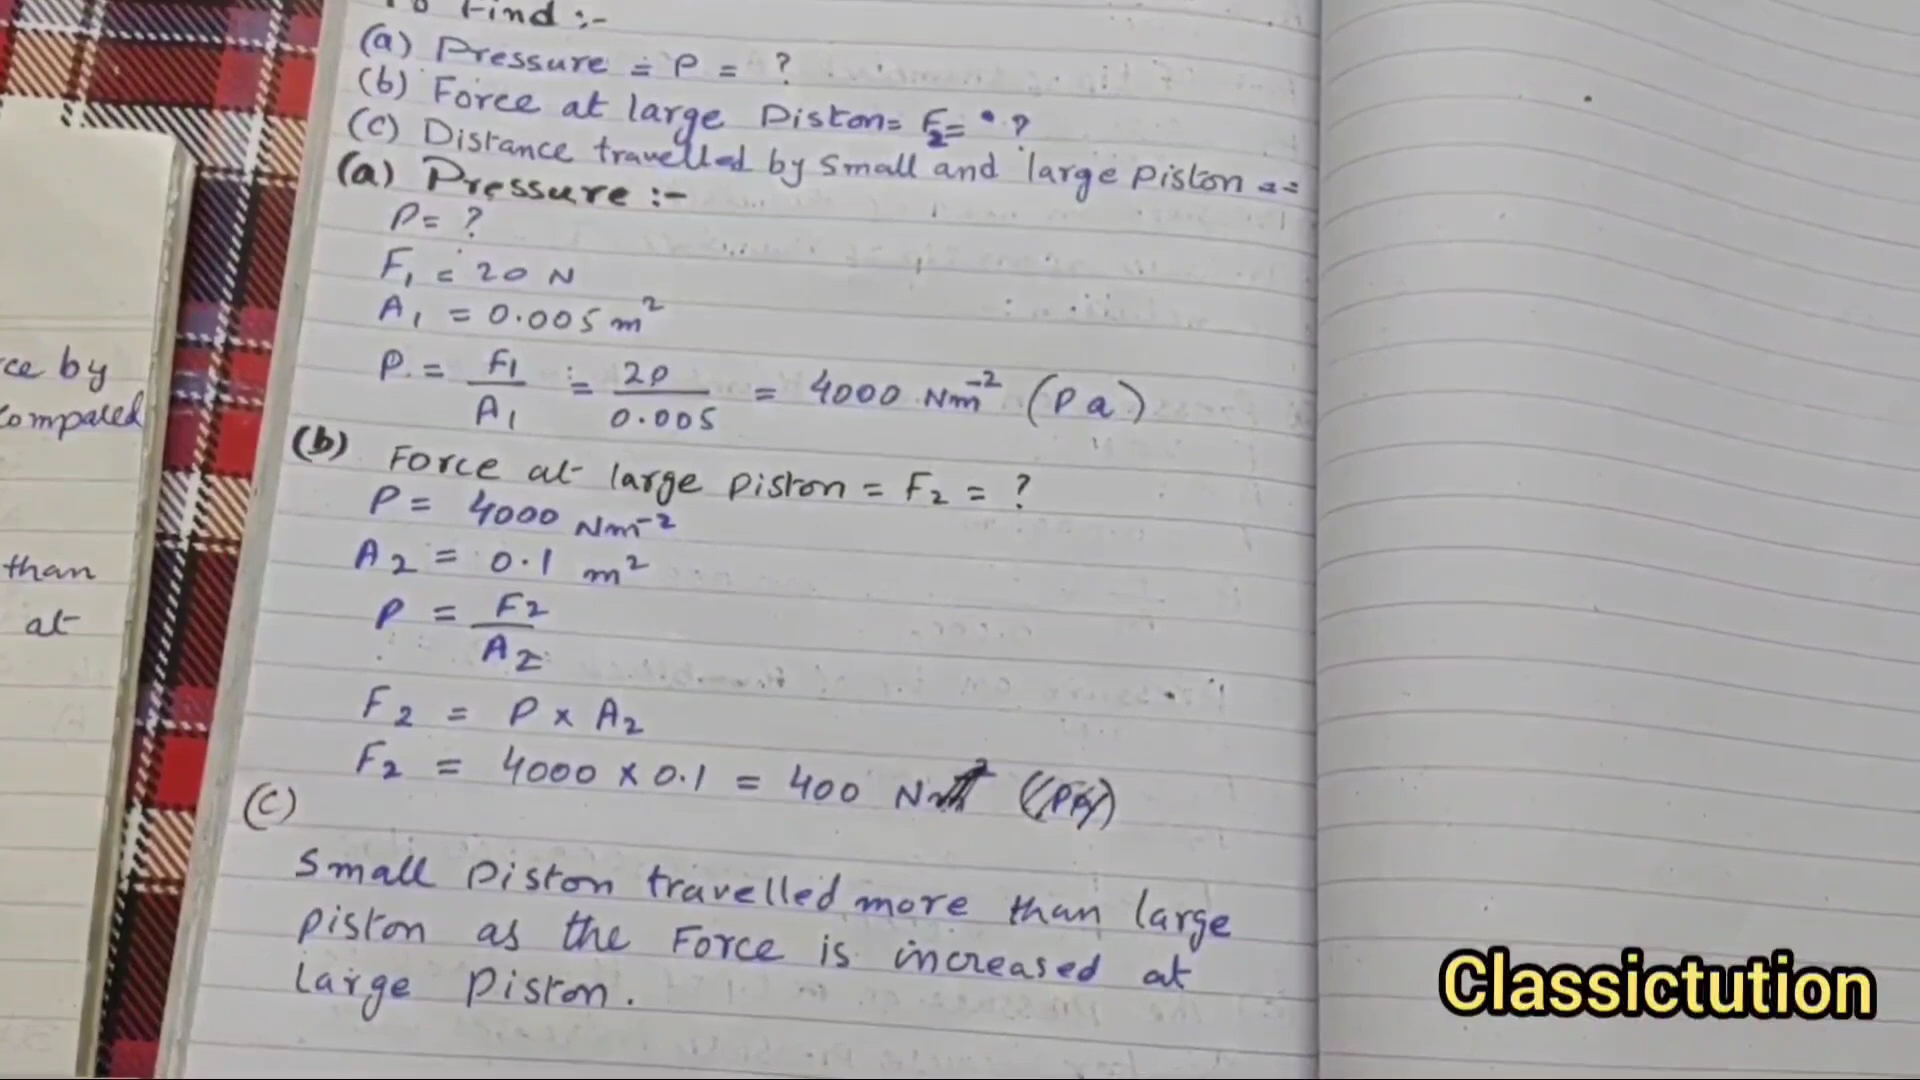 To Find :-
(a) Pressure = P = ?
(b) Force at large Piston = F2 = ?
(c) Distance travelled by small and large piston ==
(a) Pressure :-
P = ?
F1 = 20 N
A1 = 0.005 m²
P = F1 / A1 = 20 / 0.005 = 4000 Nm⁻² (Pa)
(b) Force at large piston = F2 = ?
P = 4000 Nm⁻²
A2 = 0.1 m²
P = F2 / A2
F2 = P x A2
F2 = 4000 x 0.1 = 400 N
(c)
Small Piston travelled more than large
piston as the Force is increased at
large Piston.
ce by
compared
than
at
Classictution